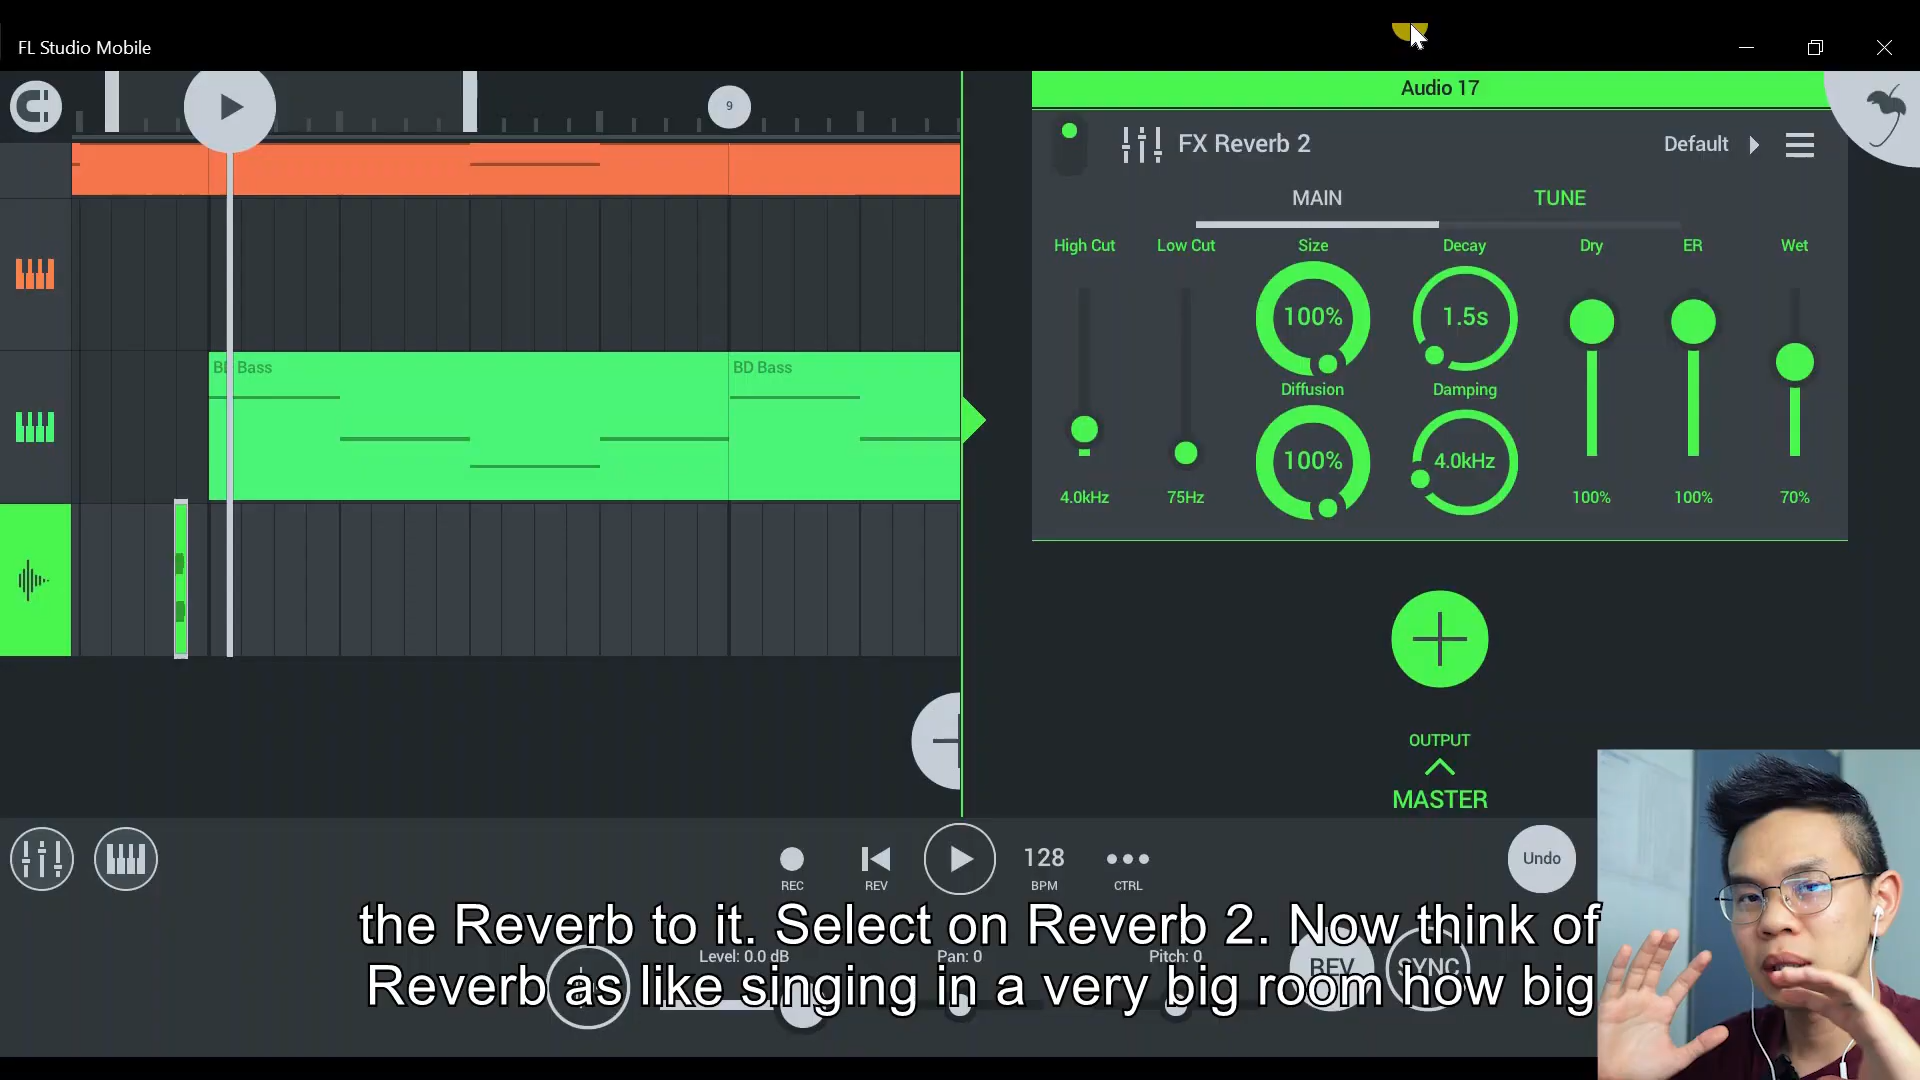 FL Studio Mobile
9
BD Bass
BD Bass
Audio 17
FX Reverb 2
Default
MAIN
TUNE
High Cut
Low Cut
Size
Decay
Dry
ER
Wet
100%
1.5s
Diffusion
Damping
100%
4.0kHz
4.0kHz
75Hz
100%
100%
70%
OUTPUT
MASTER
REC
REV
128
BPM
CTRL
Undo
the Reverb to it. Select on Reverb 2. Now think of
Reverb as like singing in a very big room how big
Level: 0.0 dB
Pan: 0
Pitch: 0
REV
SYNC